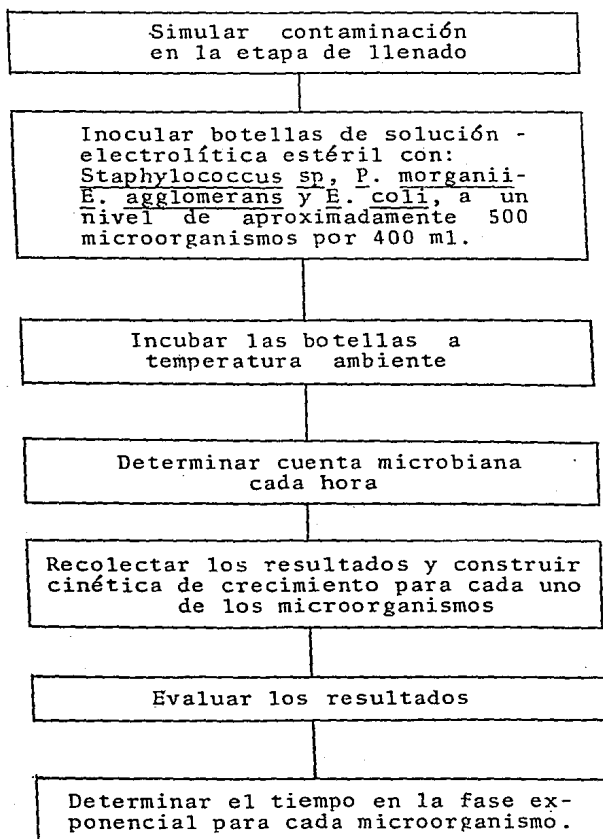 Simular contaminación
en la etapa de llenado
Inocular botellas de solución -
electrolítica estéril con:
Staphylococcus sp, P. morganii-
E. agglomerans y E. coli, a un
nivel de aproximadamente 500
microorganismos por 400 ml.
Incubar las botellas a
temperatura ambiente
Determinar cuenta microbiana
cada hora
Recolectar los resultados y construir
cinética de crecimiento para cada uno
de los microorganismos
Evaluar los resultados
Determinar el tiempo en la fase ex-
ponencial para cada microorganismo.